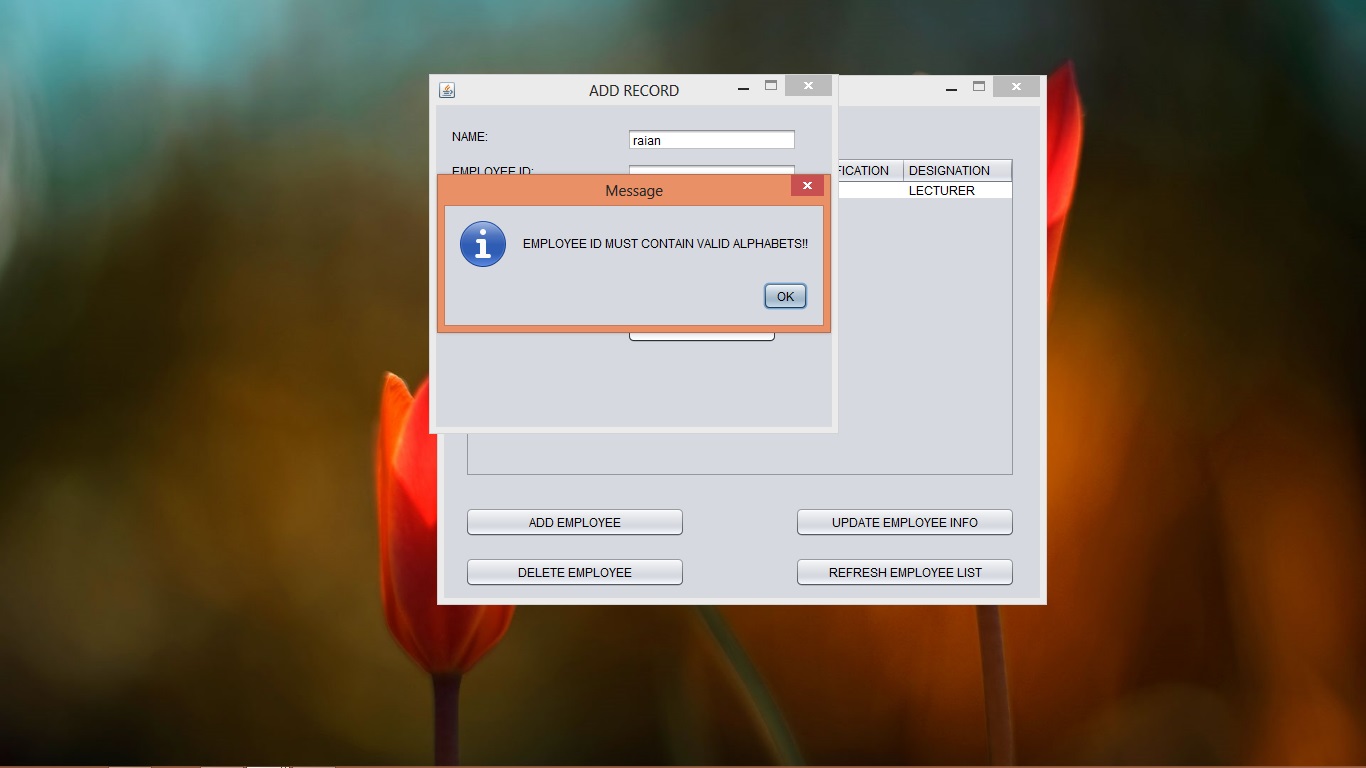 ADD RECORD
NAME:
raian
EMPLOYEE ID:
FICATION
DESIGNATION
LECTURER
Message
EMPLOYEE ID MUST CONTAIN VALID ALPHABETS!!
OK
ADD EMPLOYEE
UPDATE EMPLOYEE INFO
DELETE EMPLOYEE
REFRESH EMPLOYEE LIST